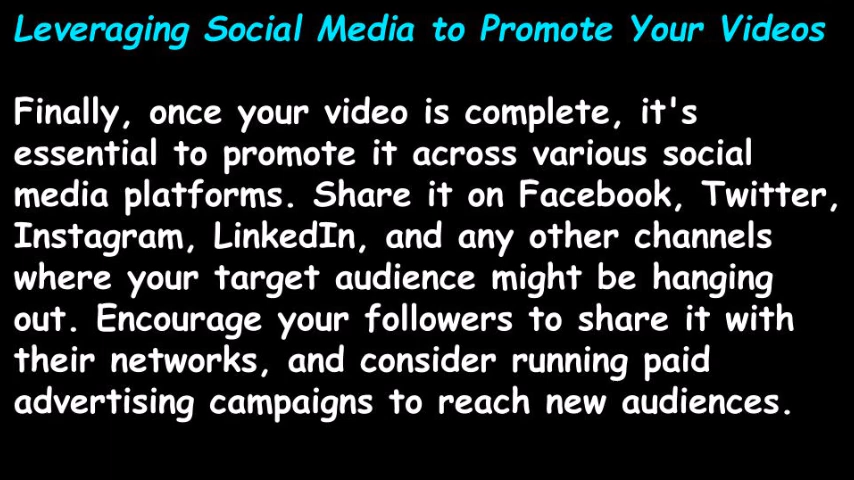 Leveraging Social Media to Promote Your Videos
Finally, once your video is complete, it's
essential to promote it across various social
media platforms. Share it on Facebook, Twitter,
Instagram, LinkedIn, and any other channels
where your target audience might be hanging
out. Encourage your followers to share it with
their networks, and consider running paid
advertising campaigns to reach new audiences.